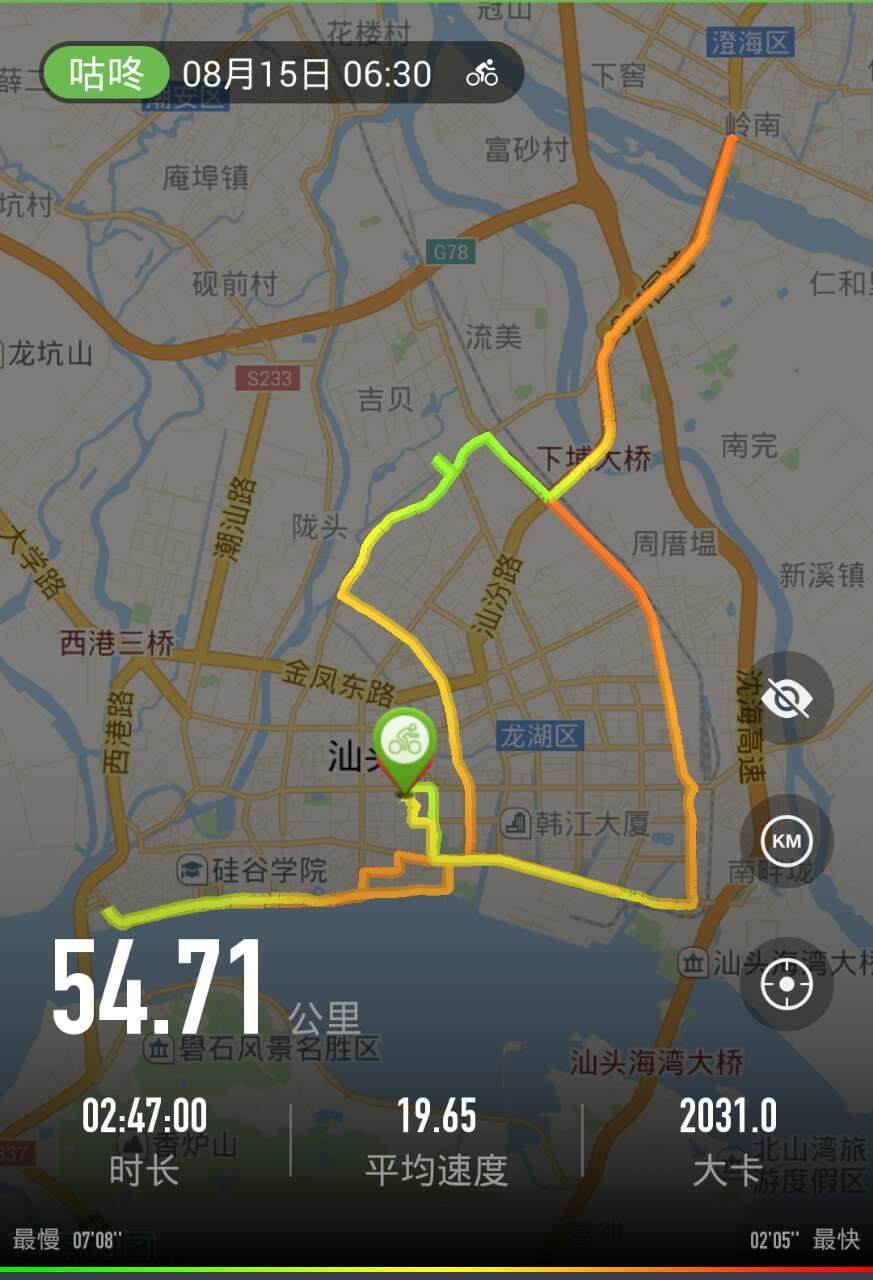 冠山
花楼村
澄海区
咕咚 08月15日 06:30
下窖
薛二
潮安区
岭南
富砂村
庵埠镇
坑村
G78
砚前村
仁和里
流美
龙坑山
S233
吉贝
下埔大桥
南完
潮汕路
陇头
大学路
周厝塭
新溪镇
汕汾路
西港三桥
金凤东路
西港路
沈海高速
龙湖区
汕头
韩江大厦
KM
硅谷学院
南畔垅
54.71 公里
汕头海湾大桥
礐石风景名胜区
汕头海湾大桥
02:47:00 19.65 2031.0
时长 平均速度 大卡
香炉山
北山湾旅
游度假区
337
最慢 07'08" 02'05" 最快